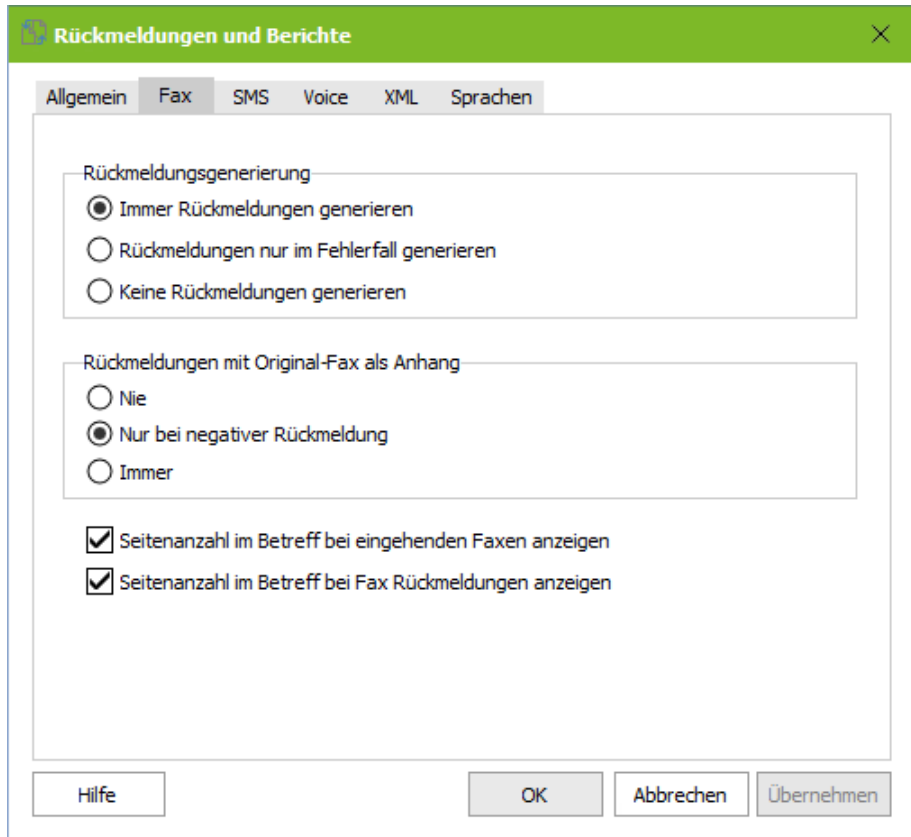 Rückmeldungen und Berichte
Allgemein Fax SMS Voice XML Sprachen
Rückmeldungsgenerierung
Immer Rückmeldungen generieren
Rückmeldungen nur im Fehlerfall generieren
Keine Rückmeldungen generieren
Rückmeldungen mit Original-Fax als Anhang
Nie
Nur bei negativer Rückmeldung
Immer
Seitenanzahl im Betreff bei eingehenden Faxen anzeigen
Seitenanzahl im Betreff bei Fax Rückmeldungen anzeigen
Hilfe OK Abbrechen Übernehmen